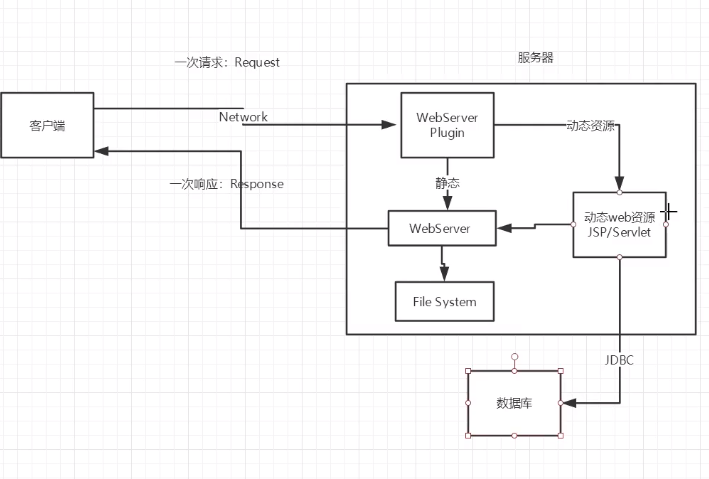 服务器
一次请求：Request
Network
客户端
WebServer
Plugin
动态资源
静态
一次响应：Response
动态web资源
JSP/Servlet
WebServer
File System
JDBC
数据库